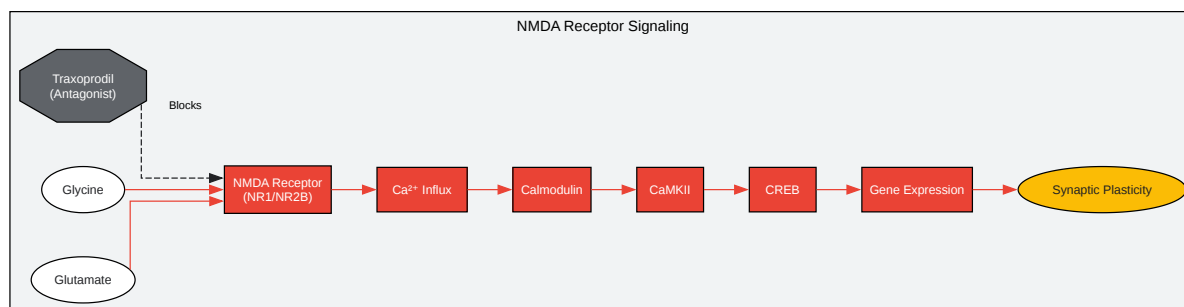 NMDA Receptor Signaling
Traxoprodil
(Antagonist)
Blocks
Glycine
NMDA Receptor
(NR1/NR2B)
Ca²⁺ Influx
Calmodulin
CaMKII
CREB
Gene Expression
Synaptic Plasticity
Glutamate